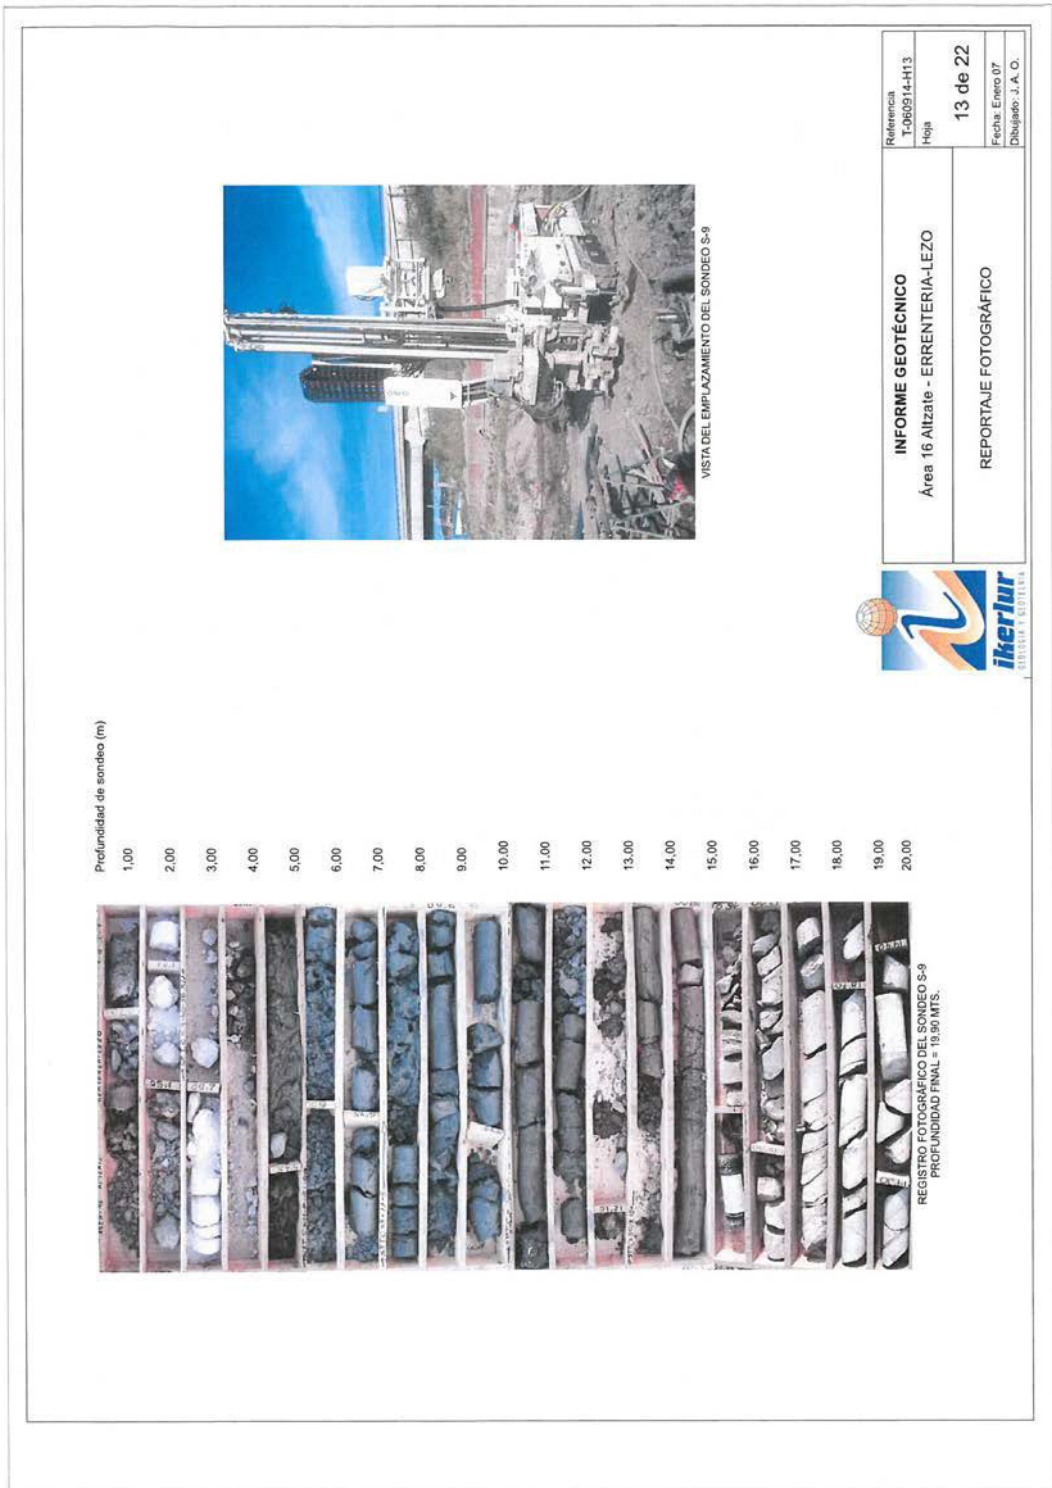 Profundidad de sondeo (m)
1,00
2,00
3,00
4,00
5,00
6,00
7,00
8,00
9,00
10,00
11,00
12,00
13,00
14,00
15,00
16,00
17,00
18,00
19,00
20,00
REGISTRO FOTOGRÁFICO DEL SONDEO S-9
PROFUNDIDAD FINAL = 19.90 MTS.
VISTA DEL EMPLAZAMIENTO DEL SONDEO S-9
ikerlur
GEOLOGIA Y GEOTECNIA
INFORME GEOTÉCNICO
Área 16 Altzate - ERRENTERIA-LEZO
REPORTAJE FOTOGRÁFICO
Referencia
T-060914-H13
Hoja
13 de 22
Fecha: Enero 07
Dibujado: J. A. O.